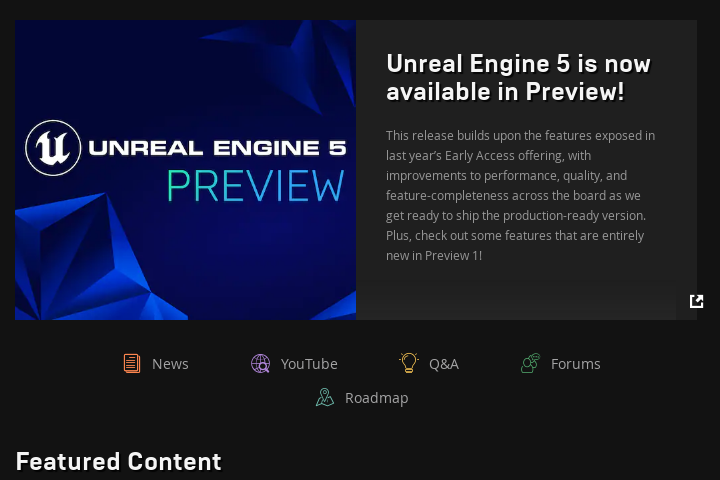 UNREAL ENGINE 5
PREVIEW
Unreal Engine 5 is now
available in Preview!
This release builds upon the features exposed in
last year's Early Access offering, with
improvements to performance, quality, and
feature-completeness across the board as we
get ready to ship the production-ready version.
Plus, check out some features that are entirely
new in Preview 1!
News
YouTube
Q&A
Forums
Roadmap
Featured Content